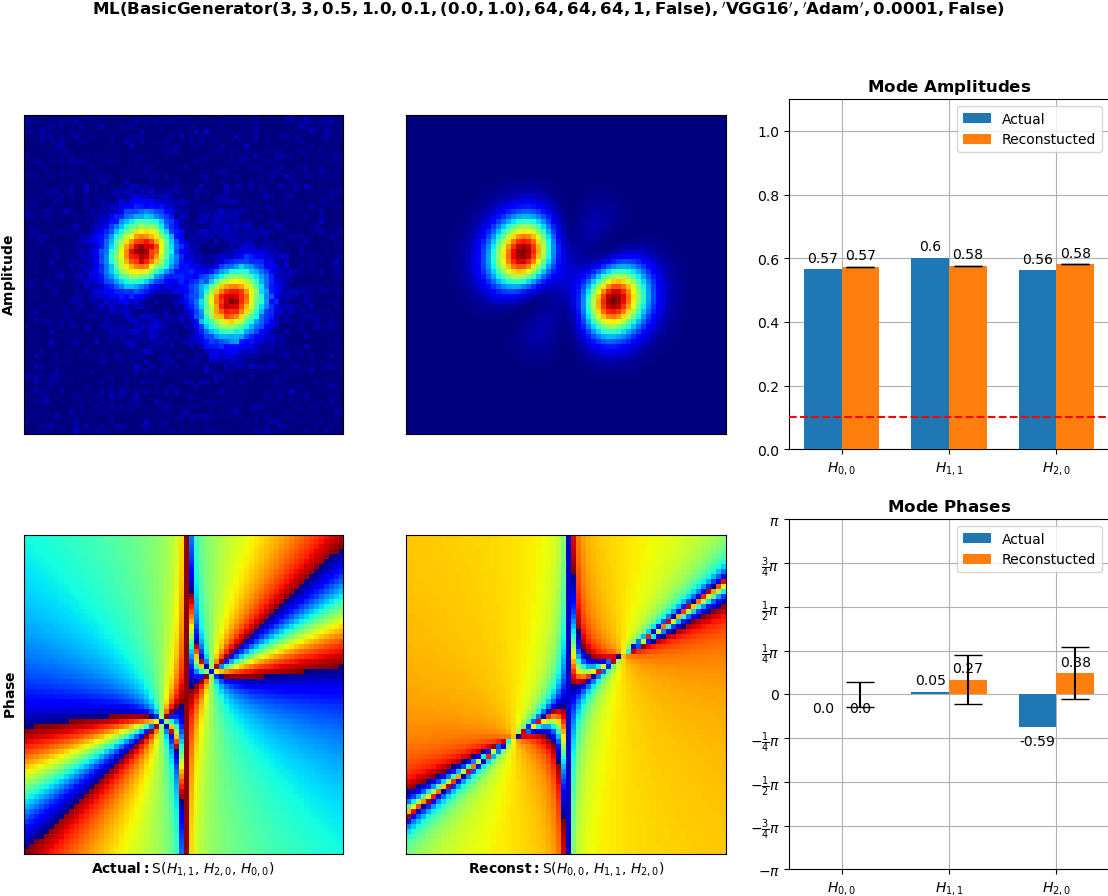 ML(BasicGenerator(3, 3, 0.5, 1.0, 0.1, (0.0, 1.0), 64, 64, 64, 1, False), 'VGG16', 'Adam', 0.0001, False)
Amplitude
Mode Amplitudes
Actual
Reconstucted
1.0
0.8
0.6
0.4
0.2
0.0
0.57 0.57 0.6 0.58 0.56 0.58
H0,0 H1,1 H2,0
Phase
Actual: S(H1,1, H2,0, H0,0)
Reconst: S(H0,0, H1,1, H2,0)
Mode Phases
Actual
Reconstucted
π
3/4π
1/2π
1/4π
0
−1/4π
−1/2π
−3/4π
−π
0.0 0.0 0.05 0.27 -0.59 0.38
H0,0 H1,1 H2,0